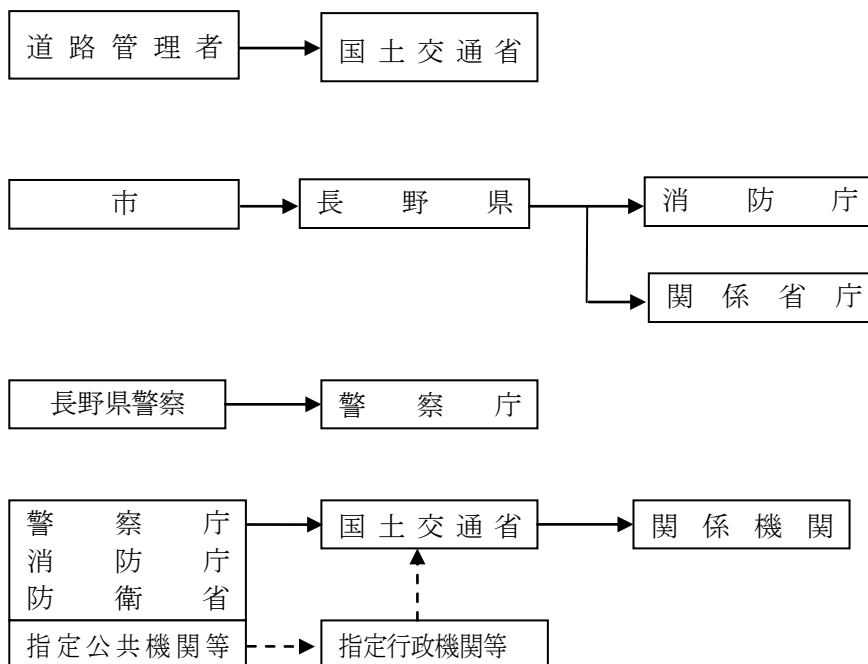 道路管理者
国土交通省
市
長野県
消防庁
関係省庁
長野県警察
警察庁
警察庁
消防庁
防衛省
国土交通省
関係機関
指定公共機関等
指定行政機関等